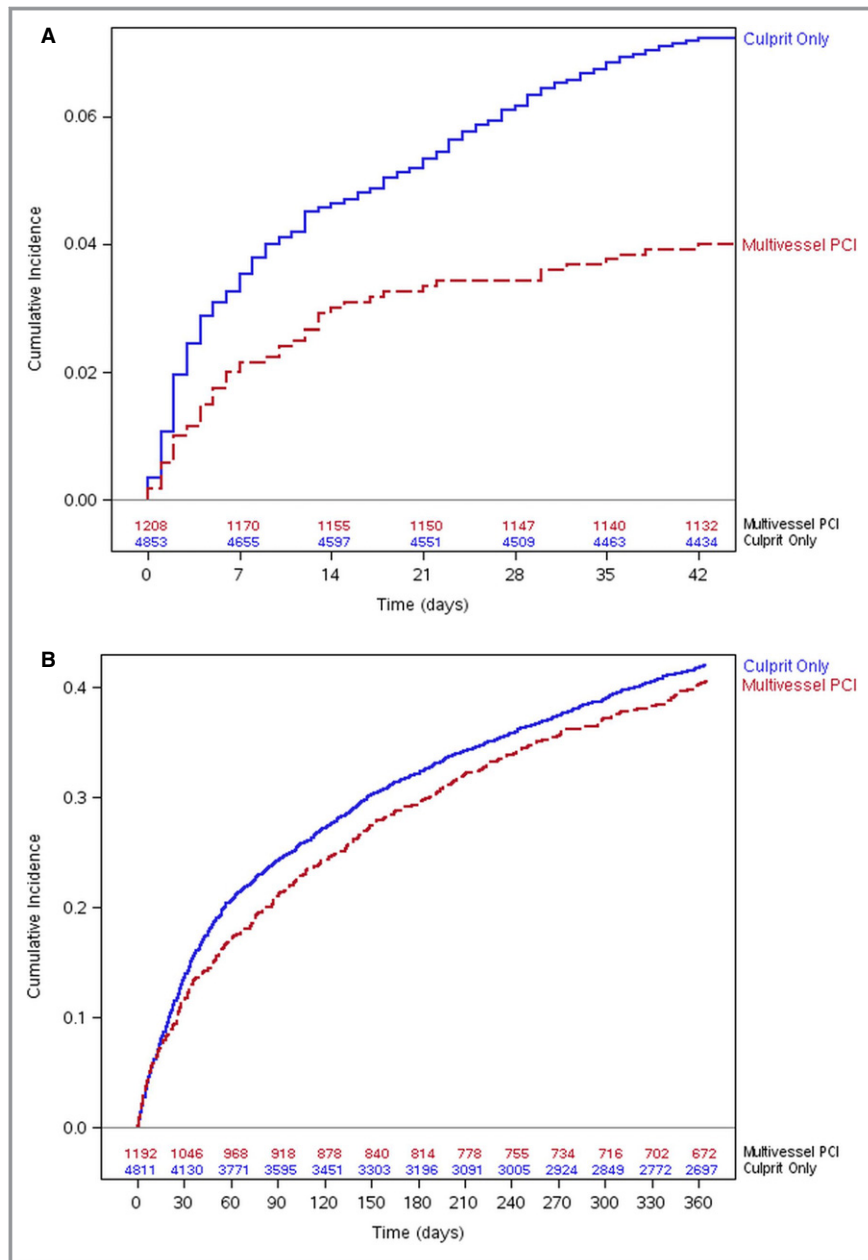 A
Culprit Only
0.06
0.04
Multivessel PCI
0.02
0.00
Cumulative Incidence
1208 1170 1155 1150 1147 1140 1132 Multivessel PCI
4853 4655 4597 4551 4509 4463 4434 Culprit Only
0 7 14 21 28 35 42
Time (days)
B
Culprit Only
Multivessel PCI
0.4
0.3
0.2
0.1
0.0
Cumulative Incidence
1192 1046 968 918 878 840 814 778 755 734 716 702 672 Multivessel PCI
4811 4130 3771 3595 3451 3303 3196 3091 3005 2924 2849 2772 2697 Culprit Only
0 30 60 90 120 150 180 210 240 270 300 330 360
Time (days)